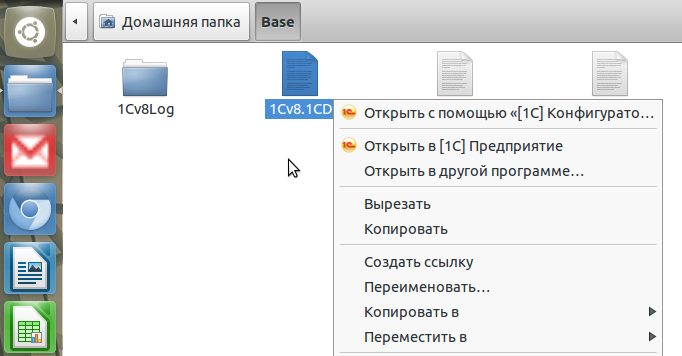 Домашняя папка
Base
1Cv8Log
1Cv8.1CD
Открыть с помощью «[1С] Конфигурато…
Открыть в [1С] Предприятие
Открыть в другой программе…
Вырезать
Копировать
Создать ссылку
Переименовать…
Копировать в
Переместить в